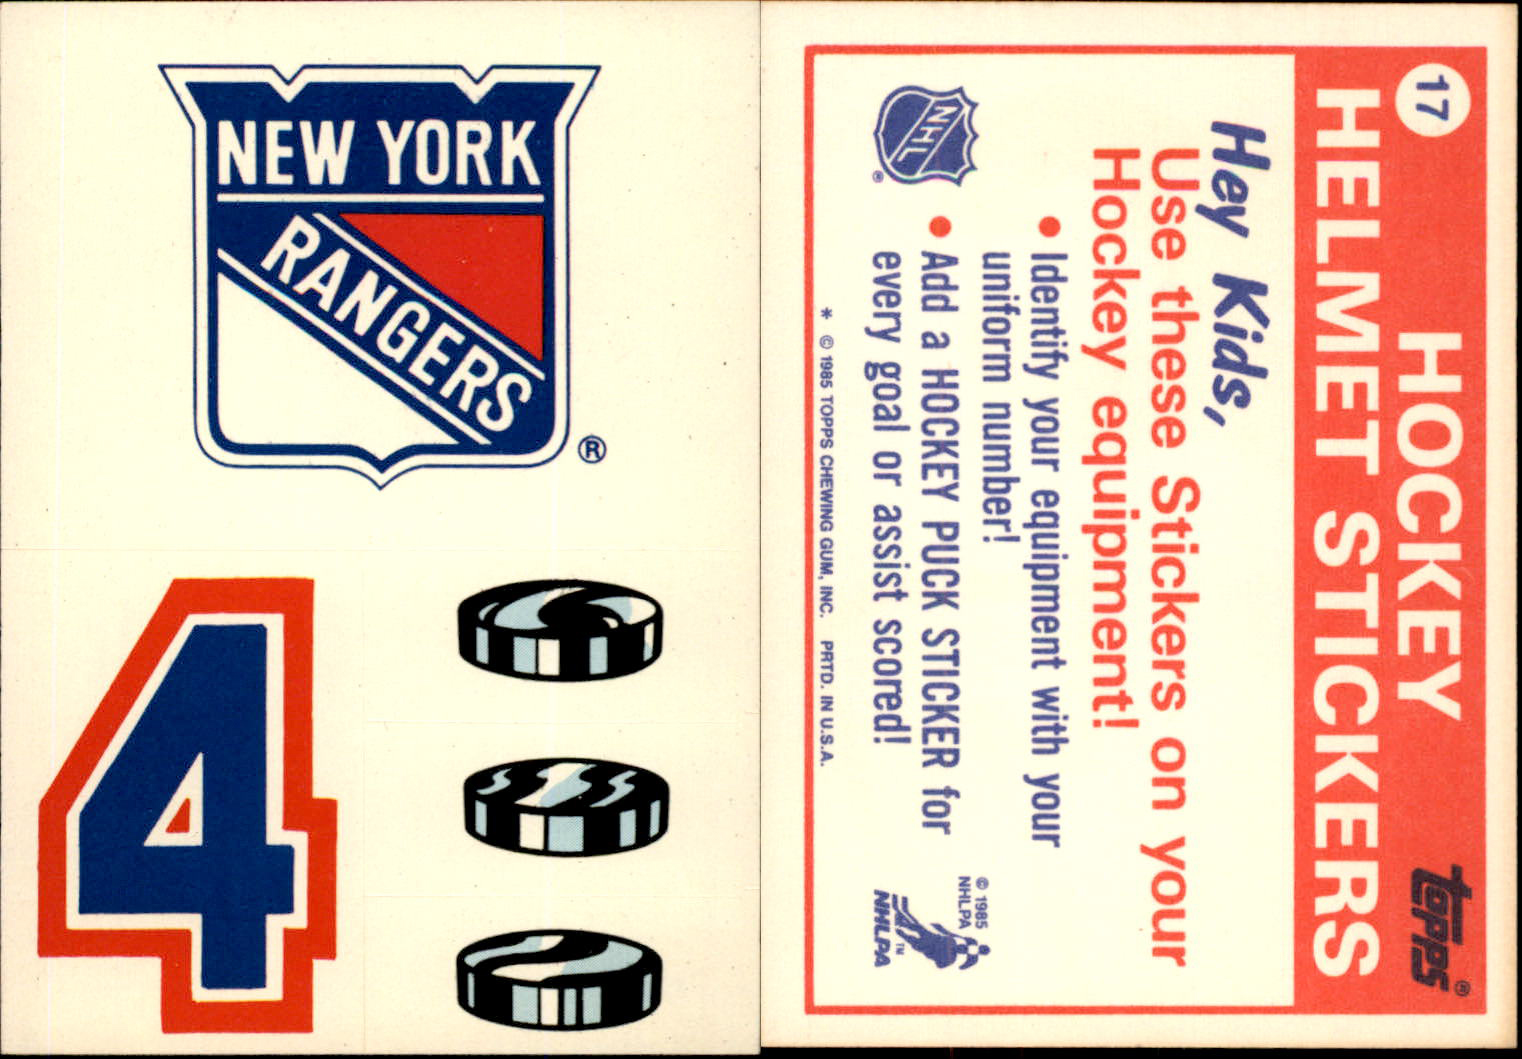 NEW YORK
RANGERS
®
4
17
HOCKEY
HELMET STICKERS
TOPPS®
Hey Kids,
Use these Stickers on your
Hockey equipment!
• Identify your equipment with your
uniform number!
• Add a HOCKEY PUCK STICKER for
every goal or assist scored!
NHL
®
© 1985
NHLPA
NHLPA
™
* © 1985 TOPPS CHEWING GUM, INC. PRTD. IN U.S.A.